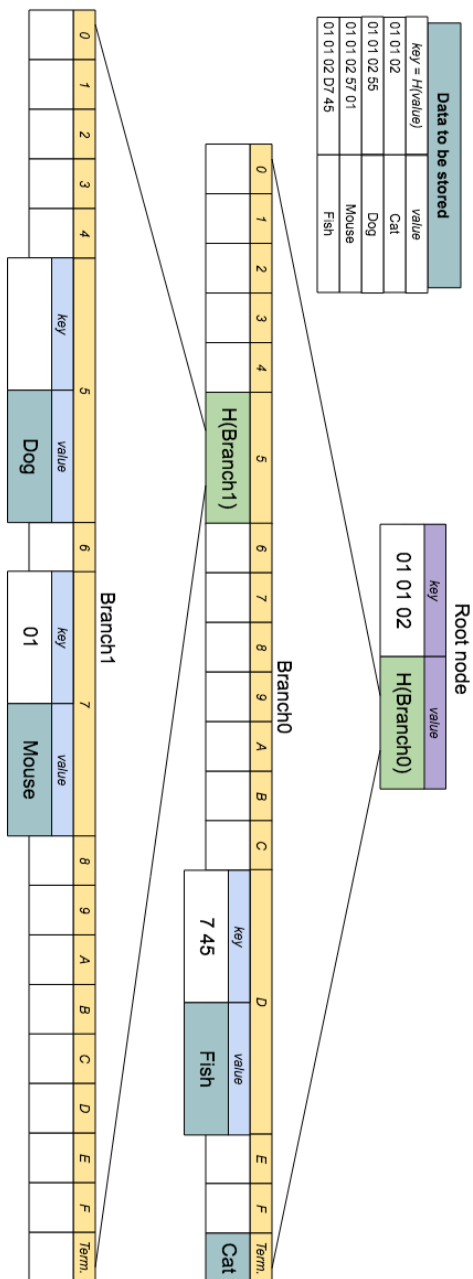 Data to be stored
key = H(value) value
01 01 02 Cat
01 01 02 55 Dog
01 01 02 57 01 Mouse
01 01 02 D7 45 Fish
Root node
key value
01 01 02 H(Branch0)
Branch0
0 1 2 3 4 5 6 7 8 9 A B C D E F Term.
H(Branch1)
key value
7 45 Fish
Cat
Branch1
0 1 2 3 4 5 6 7 8 9 A B C D E F Term.
key value
Dog
key value
01 Mouse